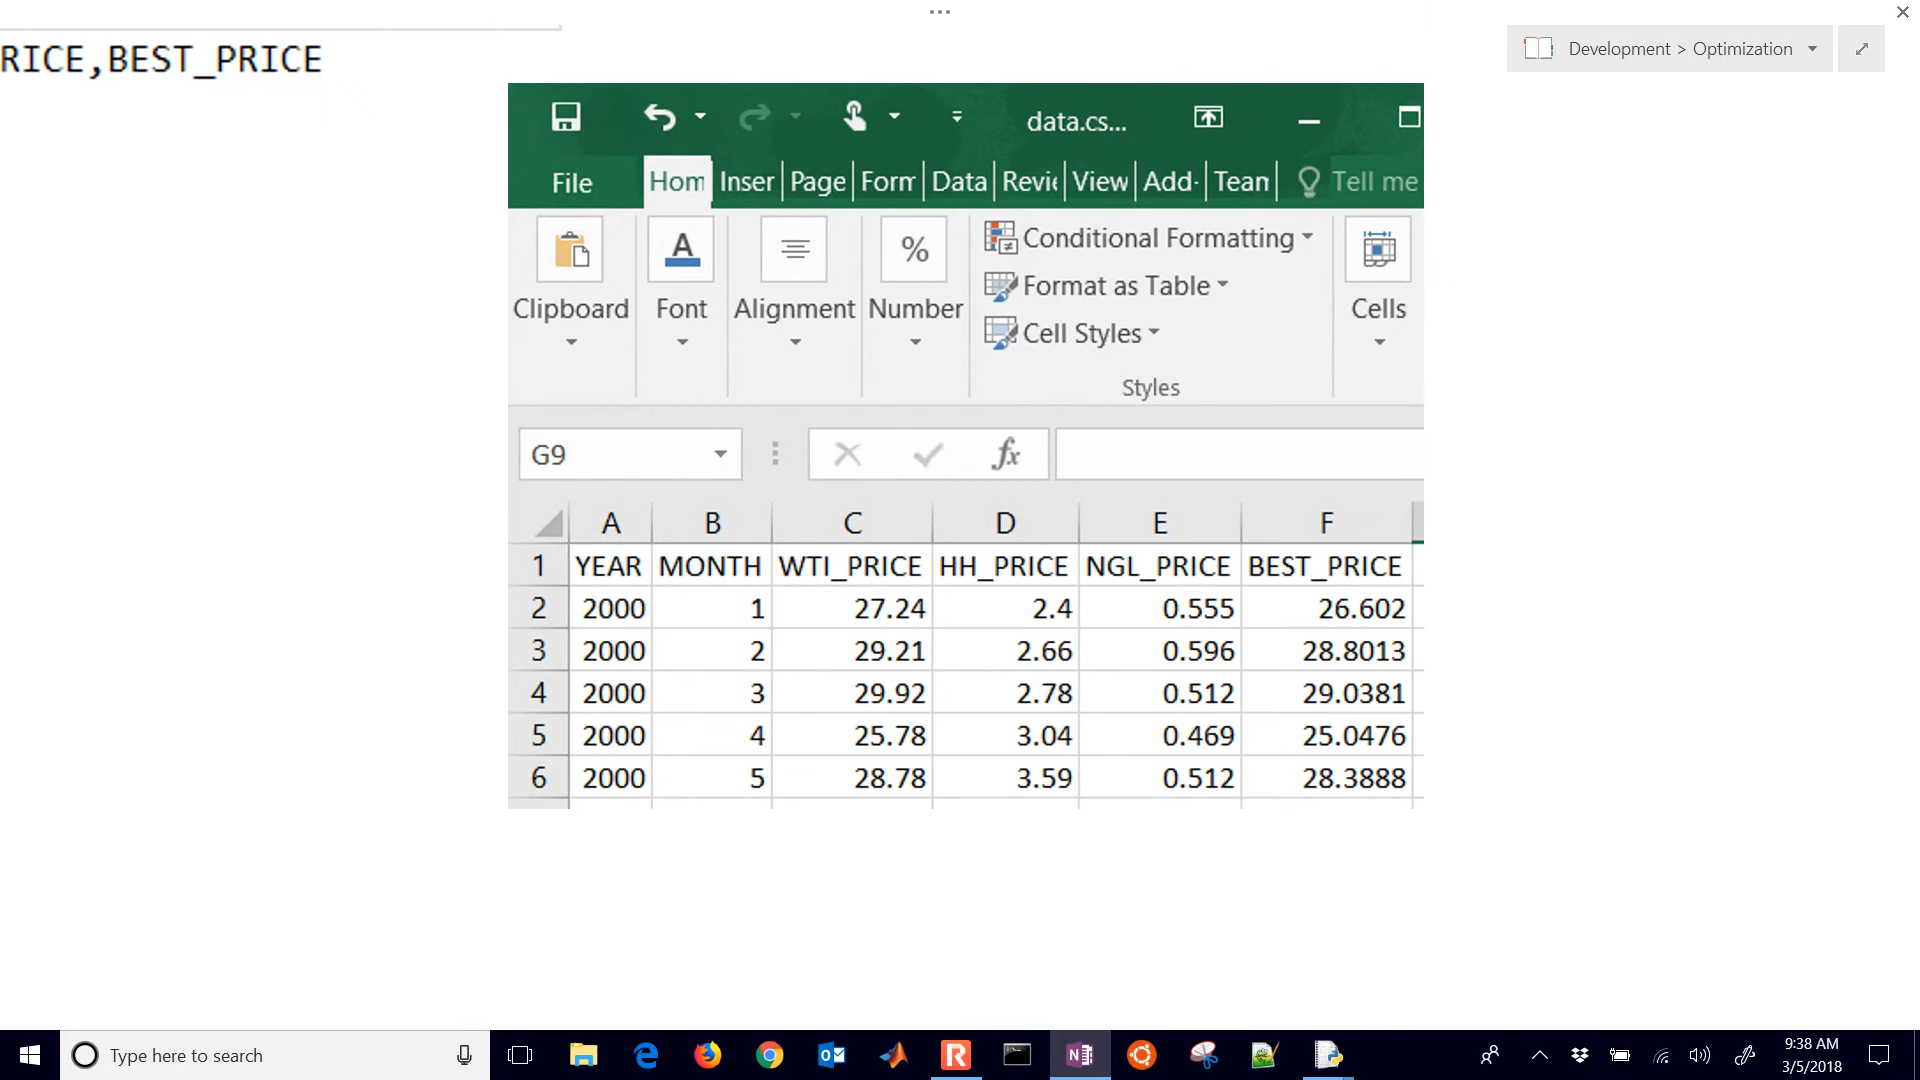 RICE,BEST_PRICE
Development > Optimization
data.cs...
File Hom Inser Page Form Data Revie View Add- Tean Tell me
Clipboard Font Alignment Number Conditional Formatting Format as Table Cell Styles Styles Cells
G9 fx
A B C D E F
1 YEAR MONTH WTI_PRICE HH_PRICE NGL_PRICE BEST_PRICE
2 2000 1 27.24 2.4 0.555 26.602
3 2000 2 29.21 2.66 0.596 28.8013
4 2000 3 29.92 2.78 0.512 29.0381
5 2000 4 25.78 3.04 0.469 25.0476
6 2000 5 28.78 3.59 0.512 28.3888
Type here to search
9:38 AM
3/5/2018